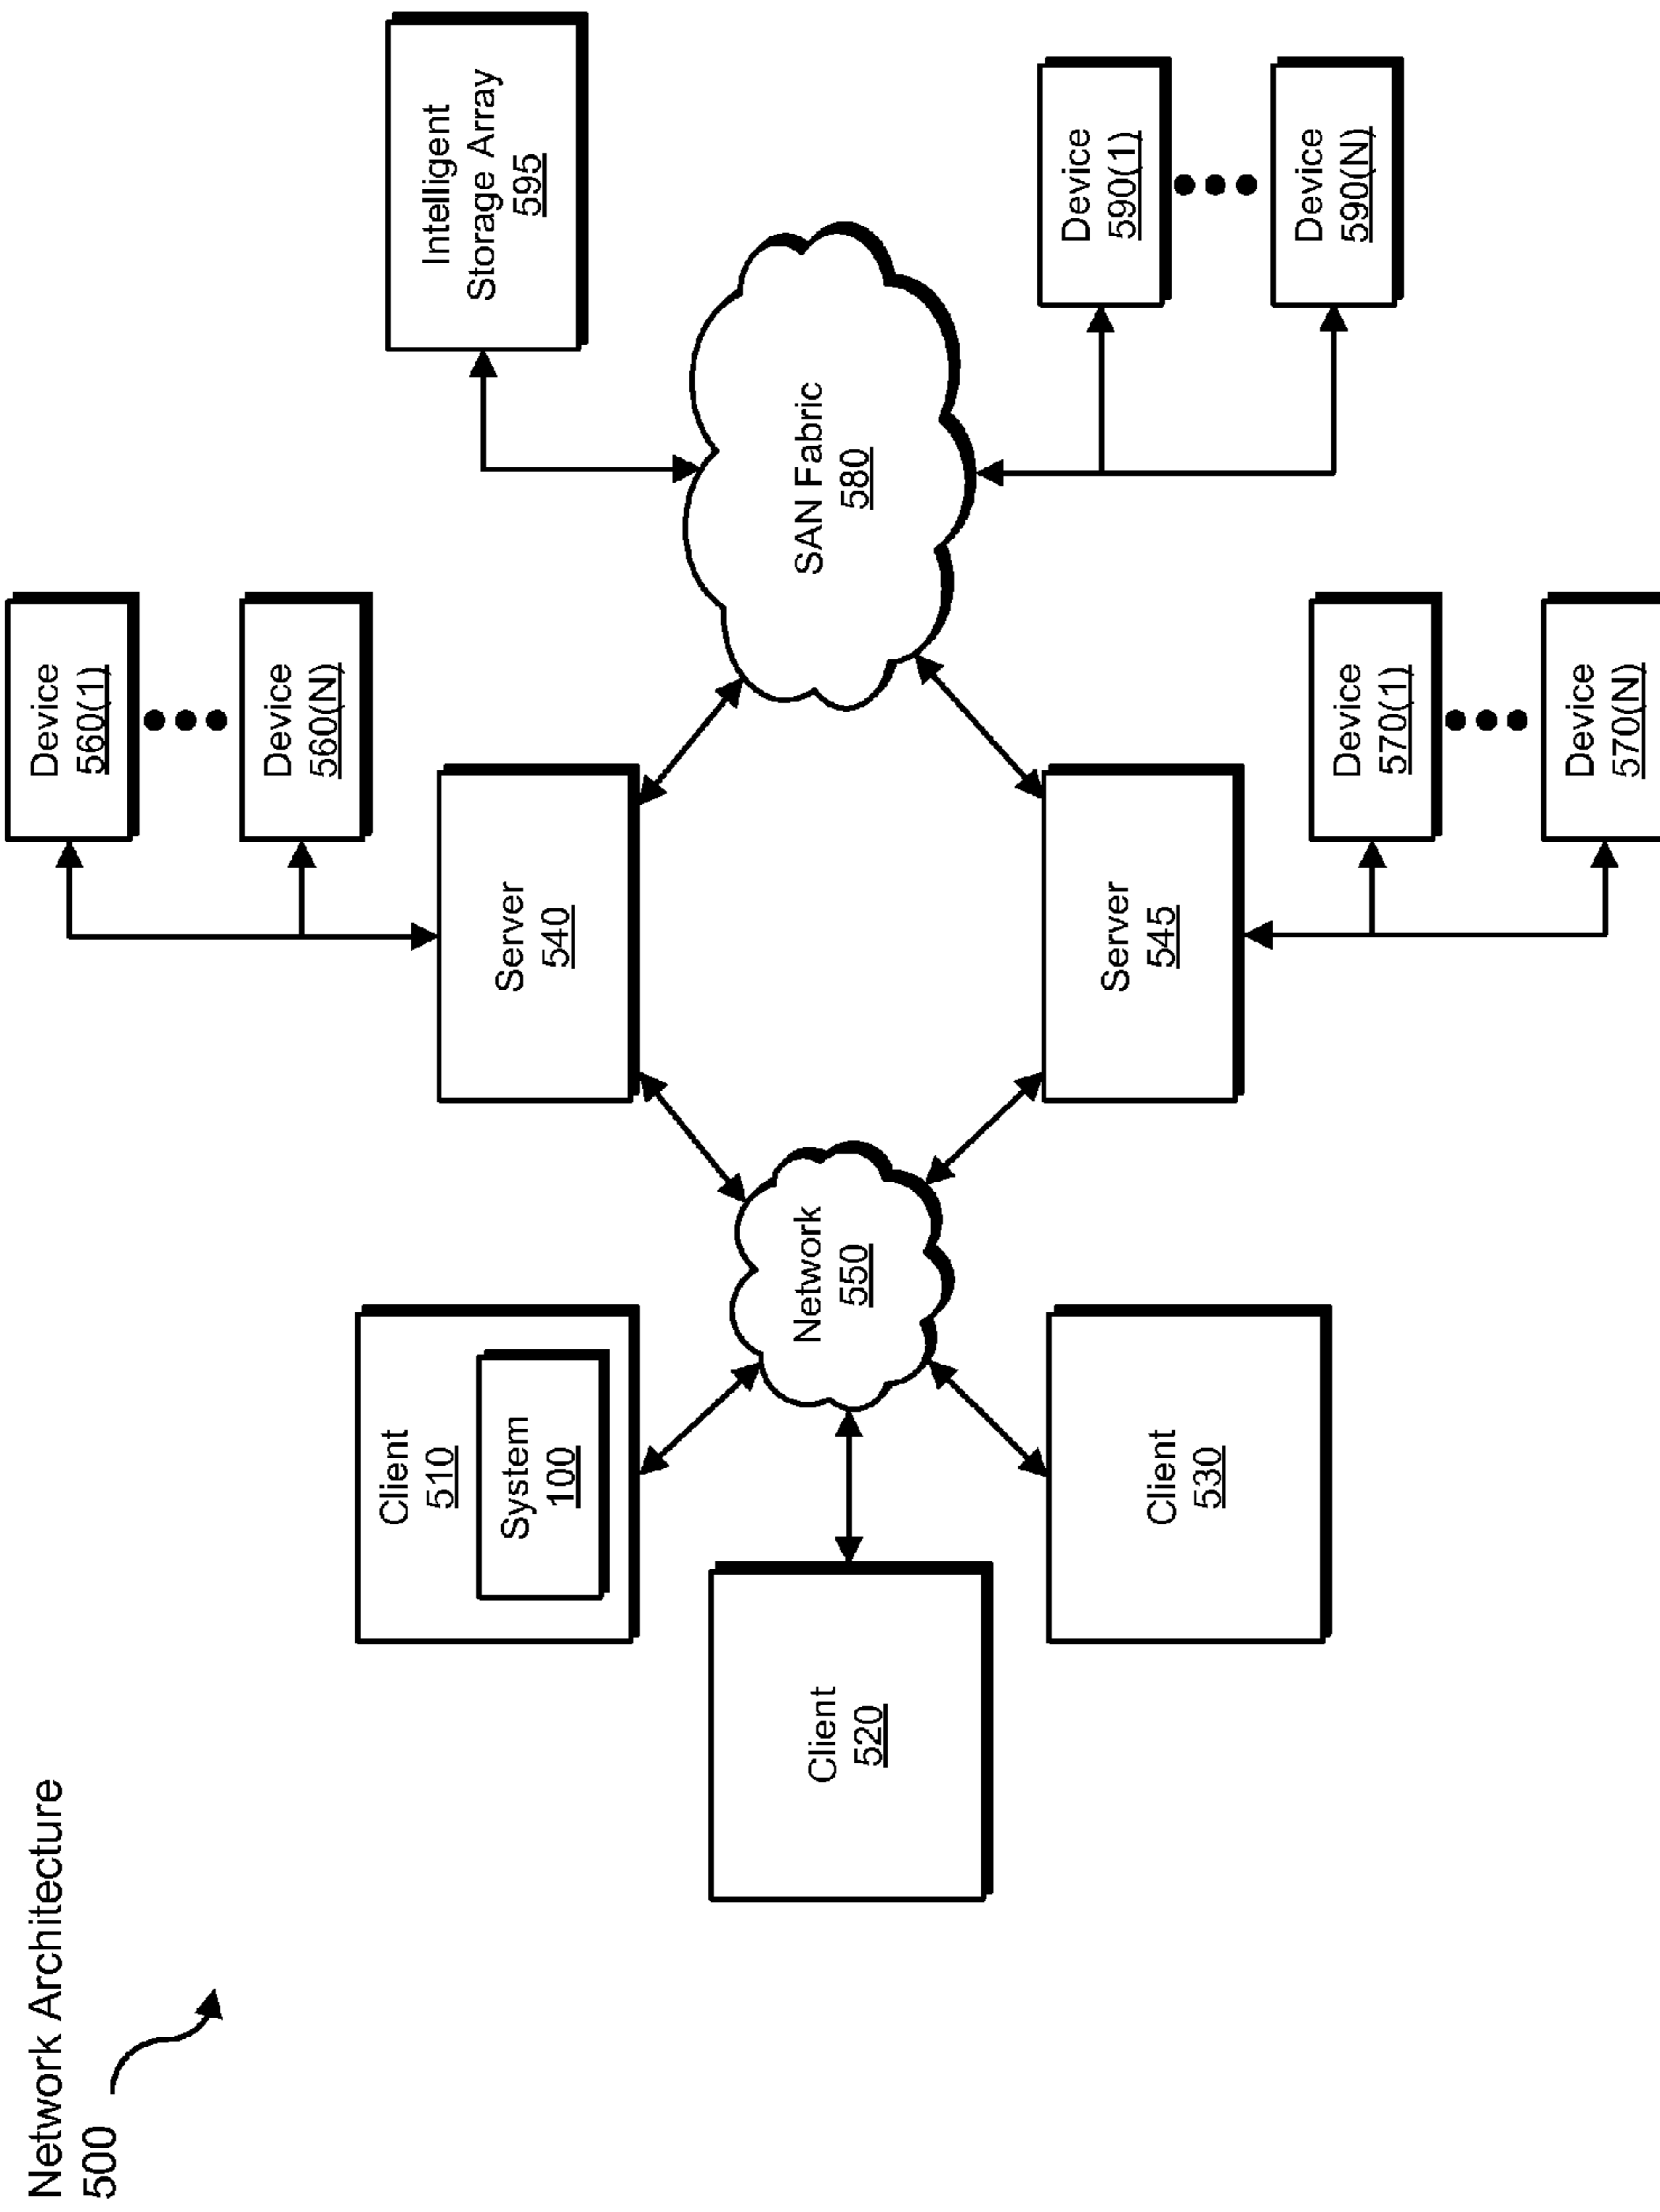 Network Architecture
500
Device
560(1)
Device
560(N)
Intelligent
Storage Array
595
Client
510
System
100
Server
540
Client
520
Network
550
SAN Fabric
580
Client
530
Server
545
Device
590(1)
Device
590(N)
Device
570(1)
Device
570(N)